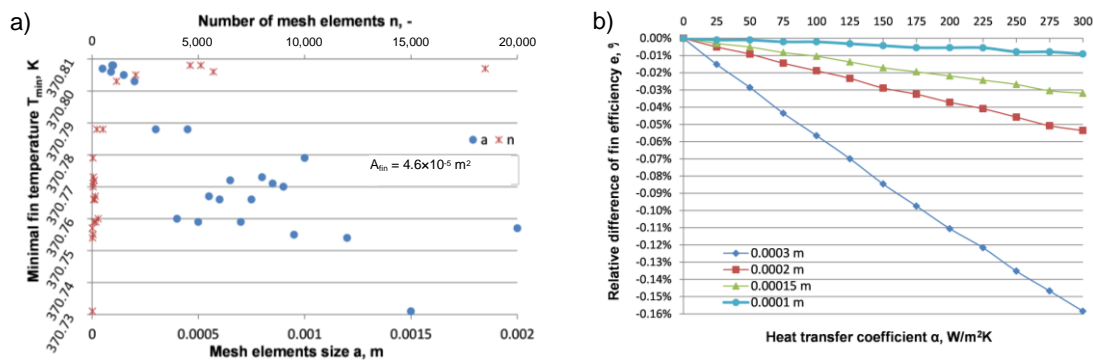 a)
Number of mesh elements n, -
0 5,000 10,000 15,000 20,000
Minimal fin temperature Tmin, K
370.81
370.80
370.79
370.78
370.77
370.76
370.75
370.74
370.73
a n
Afin = 4.6×10-5 m2
0 0.0005 0.001 0.0015 0.002
Mesh elements size a, m
b)
0 25 50 75 100 125 150 175 200 225 250 275 300
Relative difference of fin efficiency e, %
0.00%
-0.01%
-0.02%
-0.03%
-0.04%
-0.05%
-0.06%
-0.07%
-0.08%
-0.09%
-0.10%
-0.11%
-0.12%
-0.13%
-0.14%
-0.15%
-0.16%
0.0003 m
0.0002 m
0.00015 m
0.0001 m
Heat transfer coefficient α, W/m²K